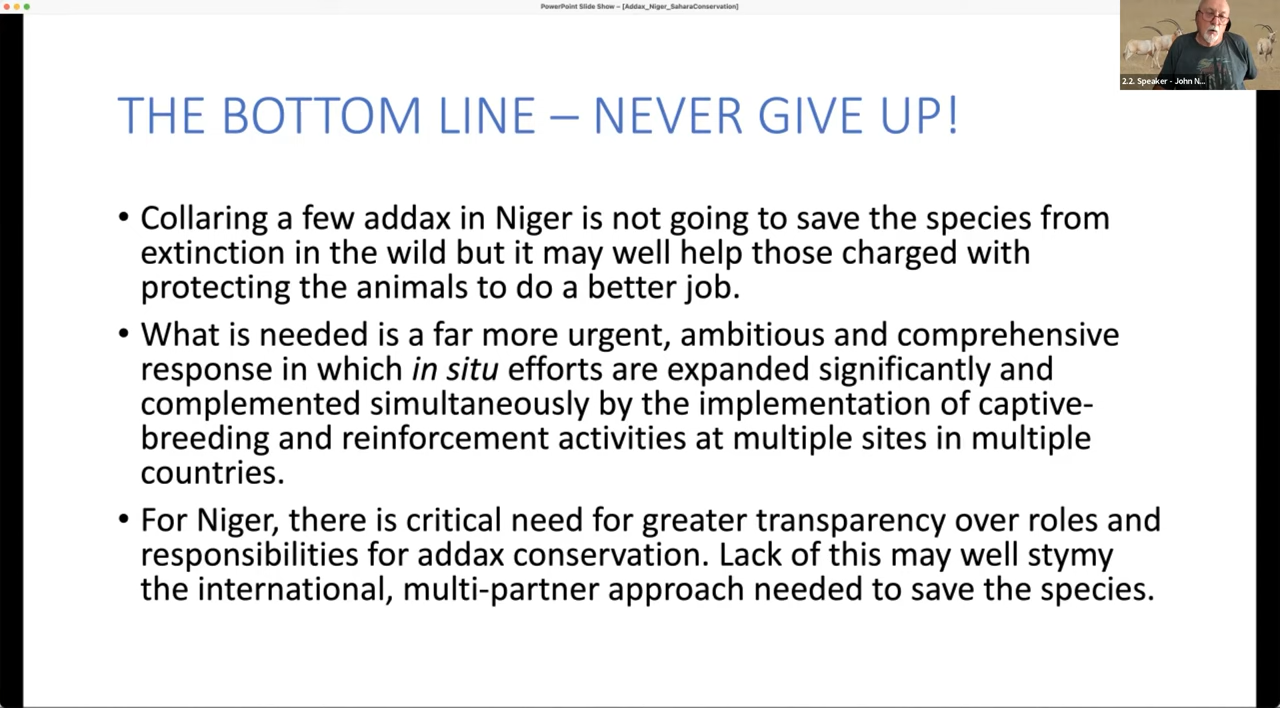 PowerPoint Slide Show – [Addax_Niger_SaharaConservation]
2.2. Speaker - John N...
THE BOTTOM LINE – NEVER GIVE UP!
• Collaring a few addax in Niger is not going to save the species from
extinction in the wild but it may well help those charged with
protecting the animals to do a better job.
• What is needed is a far more urgent, ambitious and comprehensive
response in which in situ efforts are expanded significantly and
complemented simultaneously by the implementation of captive-
breeding and reinforcement activities at multiple sites in multiple
countries.
• For Niger, there is critical need for greater transparency over roles and
responsibilities for addax conservation. Lack of this may well stymy
the international, multi-partner approach needed to save the species.